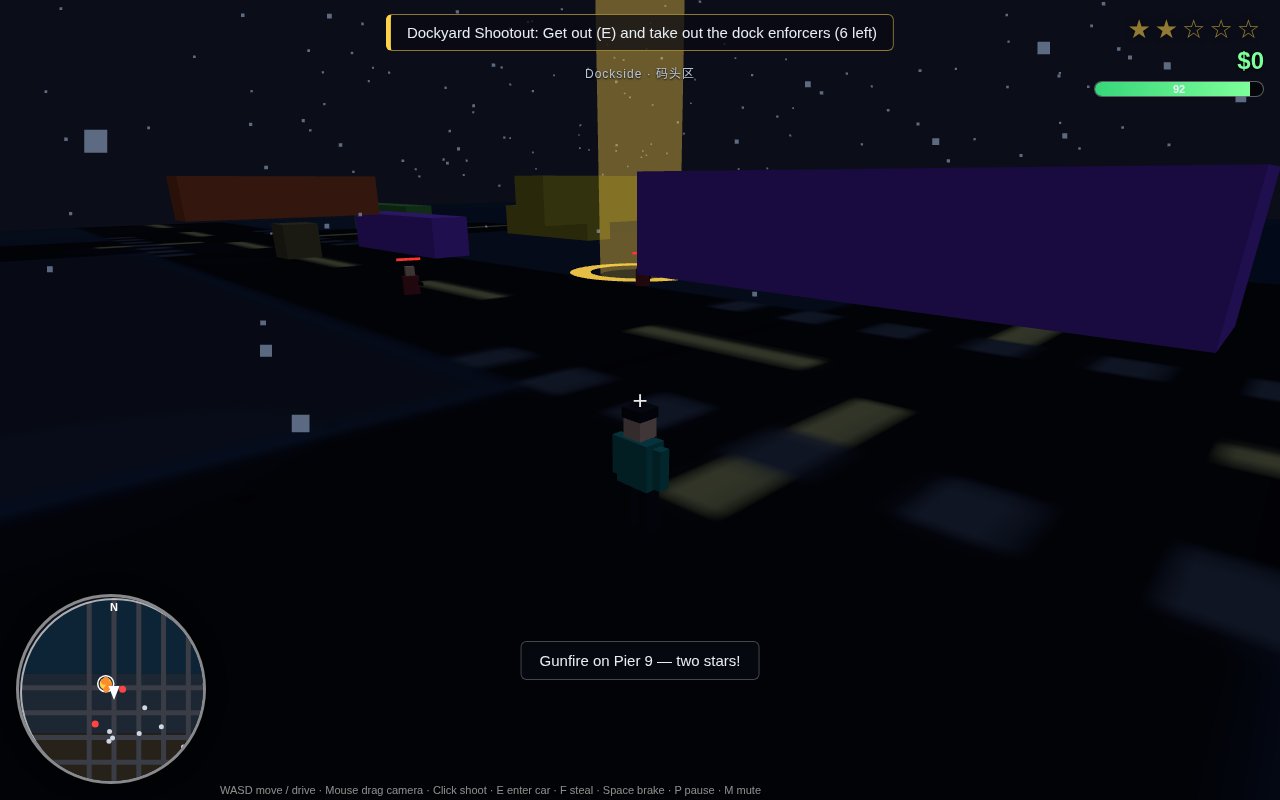 Dockyard Shootout: Get out (E) and take out the dock enforcers (6 left)
Dockside · 码头区
$0
92
Gunfire on Pier 9 — two stars!
N
WASD move / drive · Mouse drag camera · Click shoot · E enter car · F steal · Space brake · P pause · M mute